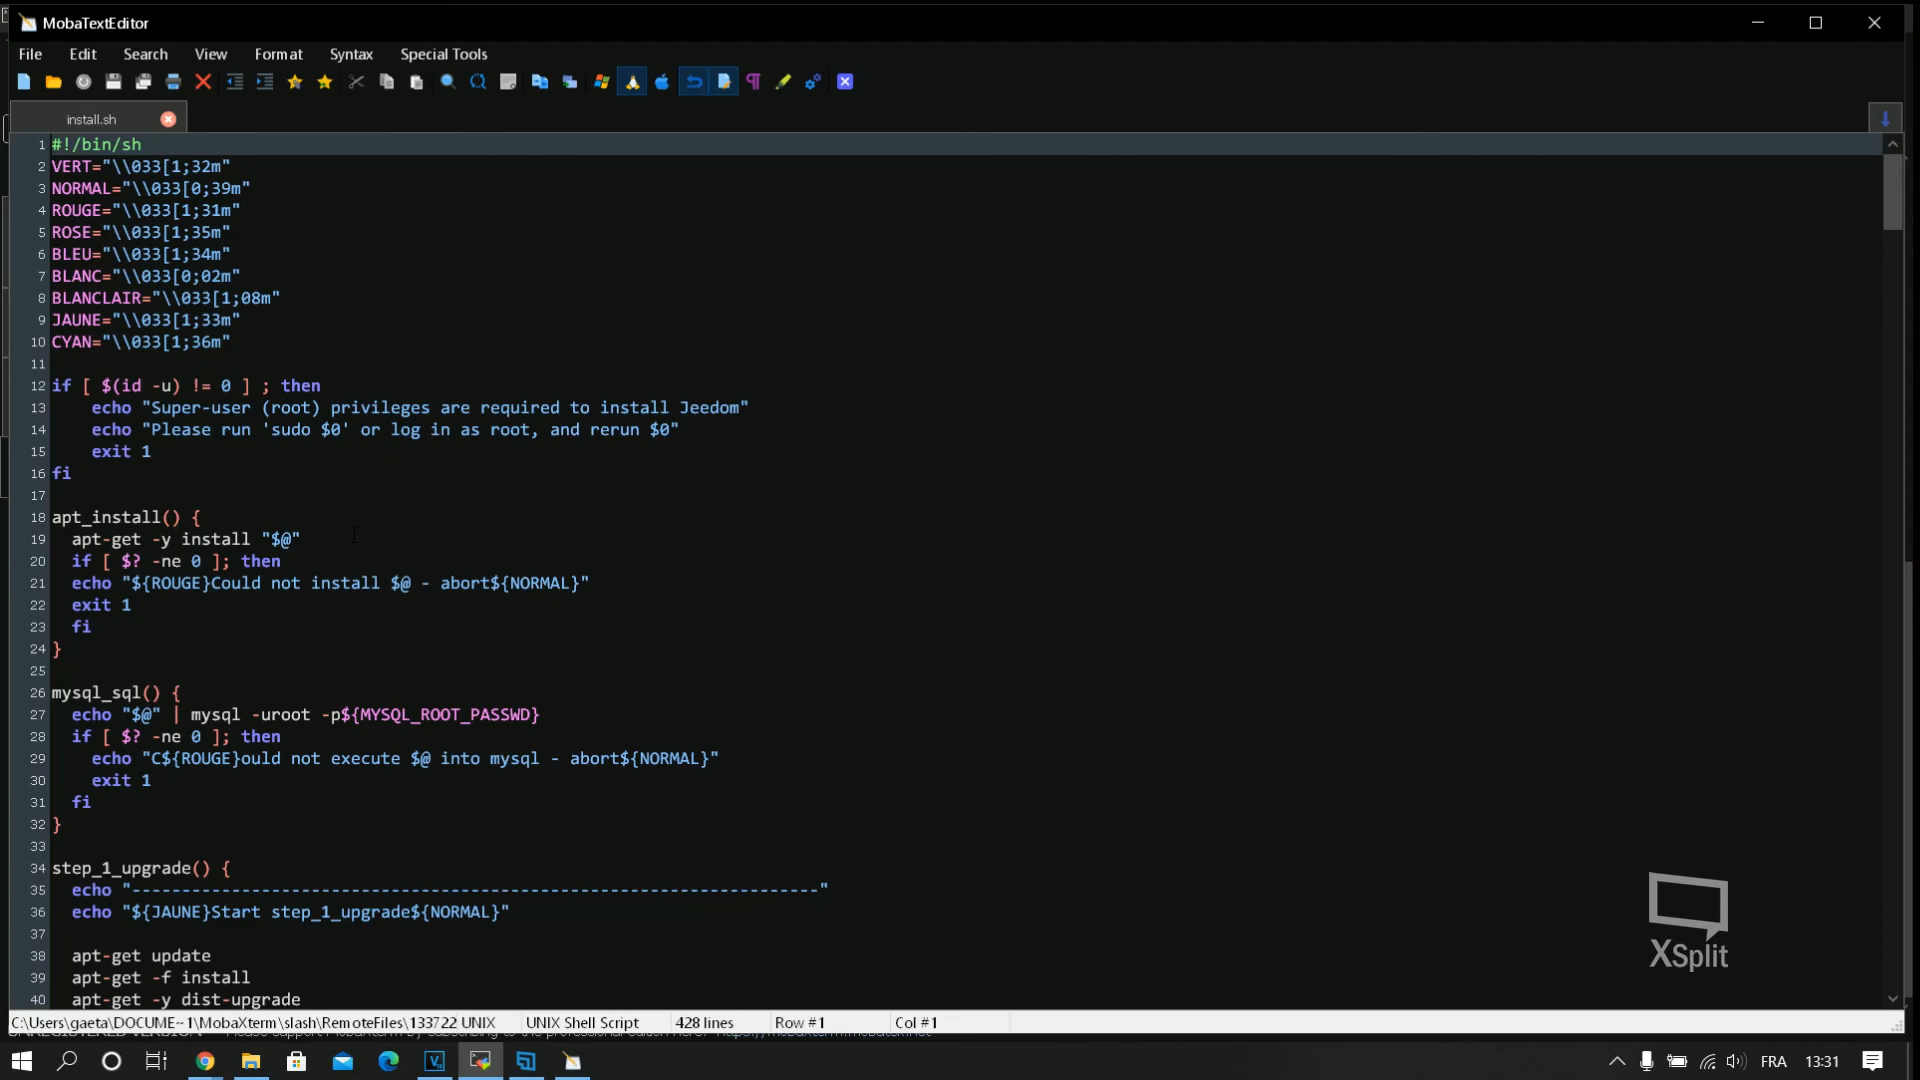 MobaTextEditor
File Edit Search View Format Syntax Special Tools
install.sh
1 #!/bin/sh
2 VERT="\\033[1;32m"
3 NORMAL="\\033[0;39m"
4 ROUGE="\\033[1;31m"
5 ROSE="\\033[1;35m"
6 BLEU="\\033[1;34m"
7 BLANC="\\033[0;02m"
8 BLANCLAIR="\\033[1;08m"
9 JAUNE="\\033[1;33m"
10 CYAN="\\033[1;36m"
11
12 if [ $(id -u) != 0 ] ; then
13     echo "Super-user (root) privileges are required to install Jeedom"
14     echo "Please run 'sudo $0' or log in as root, and rerun $0"
15     exit 1
16 fi
17
18 apt_install() {
19   apt-get -y install "$@"
20   if [ $? -ne 0 ]; then
21   echo "${ROUGE}Could not install $@ - abort${NORMAL}"
22   exit 1
23   fi
24 }
25
26 mysql_sql() {
27   echo "$@" | mysql -uroot -p${MYSQL_ROOT_PASSWD}
28   if [ $? -ne 0 ]; then
29     echo "C${ROUGE}ould not execute $@ into mysql - abort${NORMAL}"
30     exit 1
31   fi
32 }
33
34 step_1_upgrade() {
35   echo "---------------------------------------------------------------------"
36   echo "${JAUNE}Start step_1_upgrade${NORMAL}"
37
38   apt-get update
39   apt-get -f install
40   apt-get -y dist-upgrade
XSplit
C:\Users\gaeta\DOCUME~1\MobaXterm\slash\RemoteFiles\133722 UNIX UNIX Shell Script 428 lines Row #1 Col #1
FRA 13:31